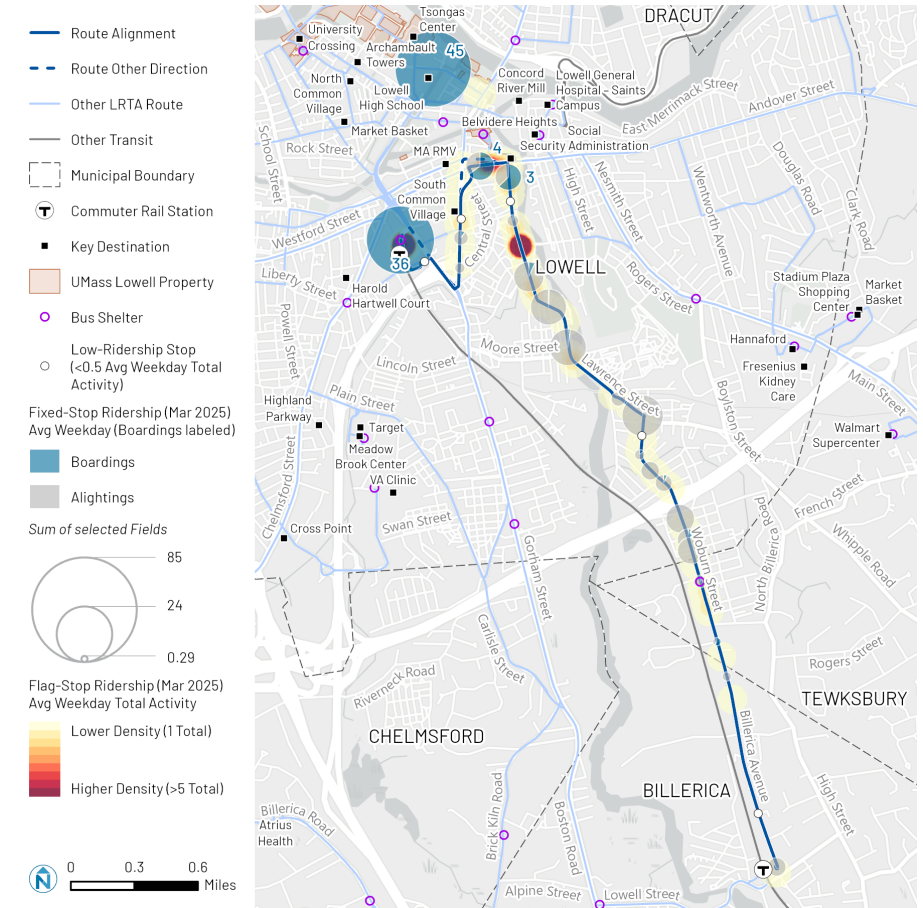 Route Alignment
Route Other Direction
Other LRTA Route
Other Transit
Municipal Boundary
T
Commuter Rail Station
Key Destination
UMass Lowell Property
Bus Shelter
Low-Ridership Stop
(<0.5 Avg Weekday Total
Activity)
Fixed-Stop Ridership (Mar 2025)
Avg Weekday (Boardings labeled)
Boardings
Alightings
Sum of selected Fields
85
24
0.29
Flag-Stop Ridership (Mar 2025)
Avg Weekday Total Activity
Lower Density (1 Total)
Higher Density (>5 Total)
N
0
0.3
0.6
Miles
DRACUT
Tsongas
Center
University
Crossing
Archambault
Towers
45
North
Common
Village
Lowell
High School
Concord
River Mill
Lowell General
Hospital - Saints
Campus
East Merrimack Street
Andover Street
School Street
Market Basket
Belvidere Heights
Social
Security Administration
Rock Street
MA RMV
4
3
South
Common
Village
Central Street
High Street
Nesmith Street
Wentworth Avenue
Douglas Road
Clark Road
Westford Street
36
T
LOWELL
Liberty Street
Harold
Hartwell Court
Rogers Street
Stadium Plaza
Shopping
Center
Market
Basket
Powell Street
Moore Street
Hannaford
Lincoln Street
Lawrence Street
Fresenius
Kidney
Care
Main Street
Plain Street
Boylston Street
Highland
Parkway
Target
Meadow
Brook Center
Walmart
Supercenter
VA Clinic
Chelmsford Street
French Street
Swan Street
Cross Point
Gorham Street
Woburn Street
North Billerica Road
Whipple Road
Carlisle Street
Rogers Street
Riverneck Road
TEWKSBURY
CHELMSFORD
Billerica Avenue
BILLERICA
High Street
Billerica Road
Atrius
Health
Brick Kiln Road
Boston Road
T
Alpine Street
Lowell Street